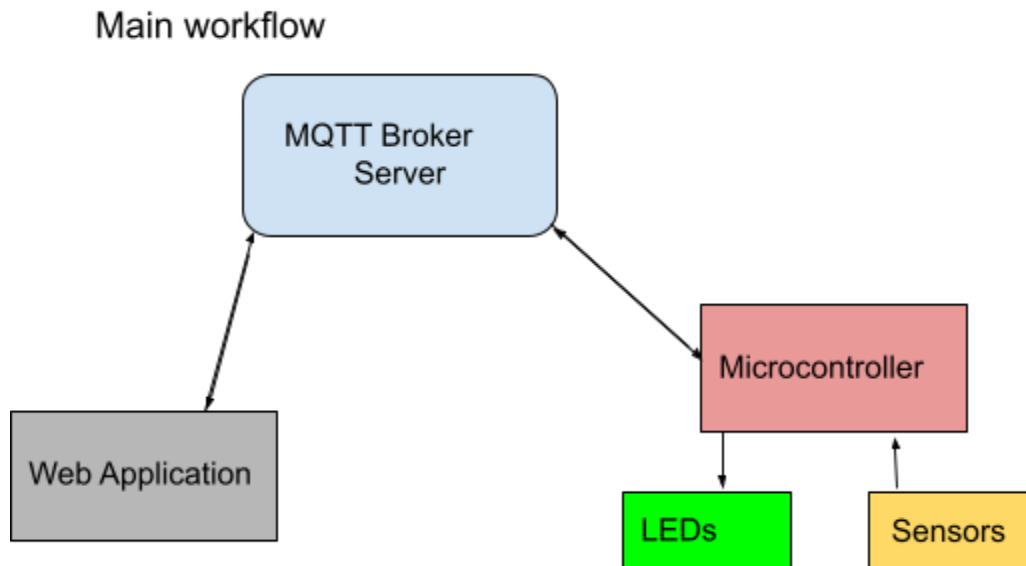 Main workflow
MQTT Broker
Server
Microcontroller
Web Application
LEDs
Sensors